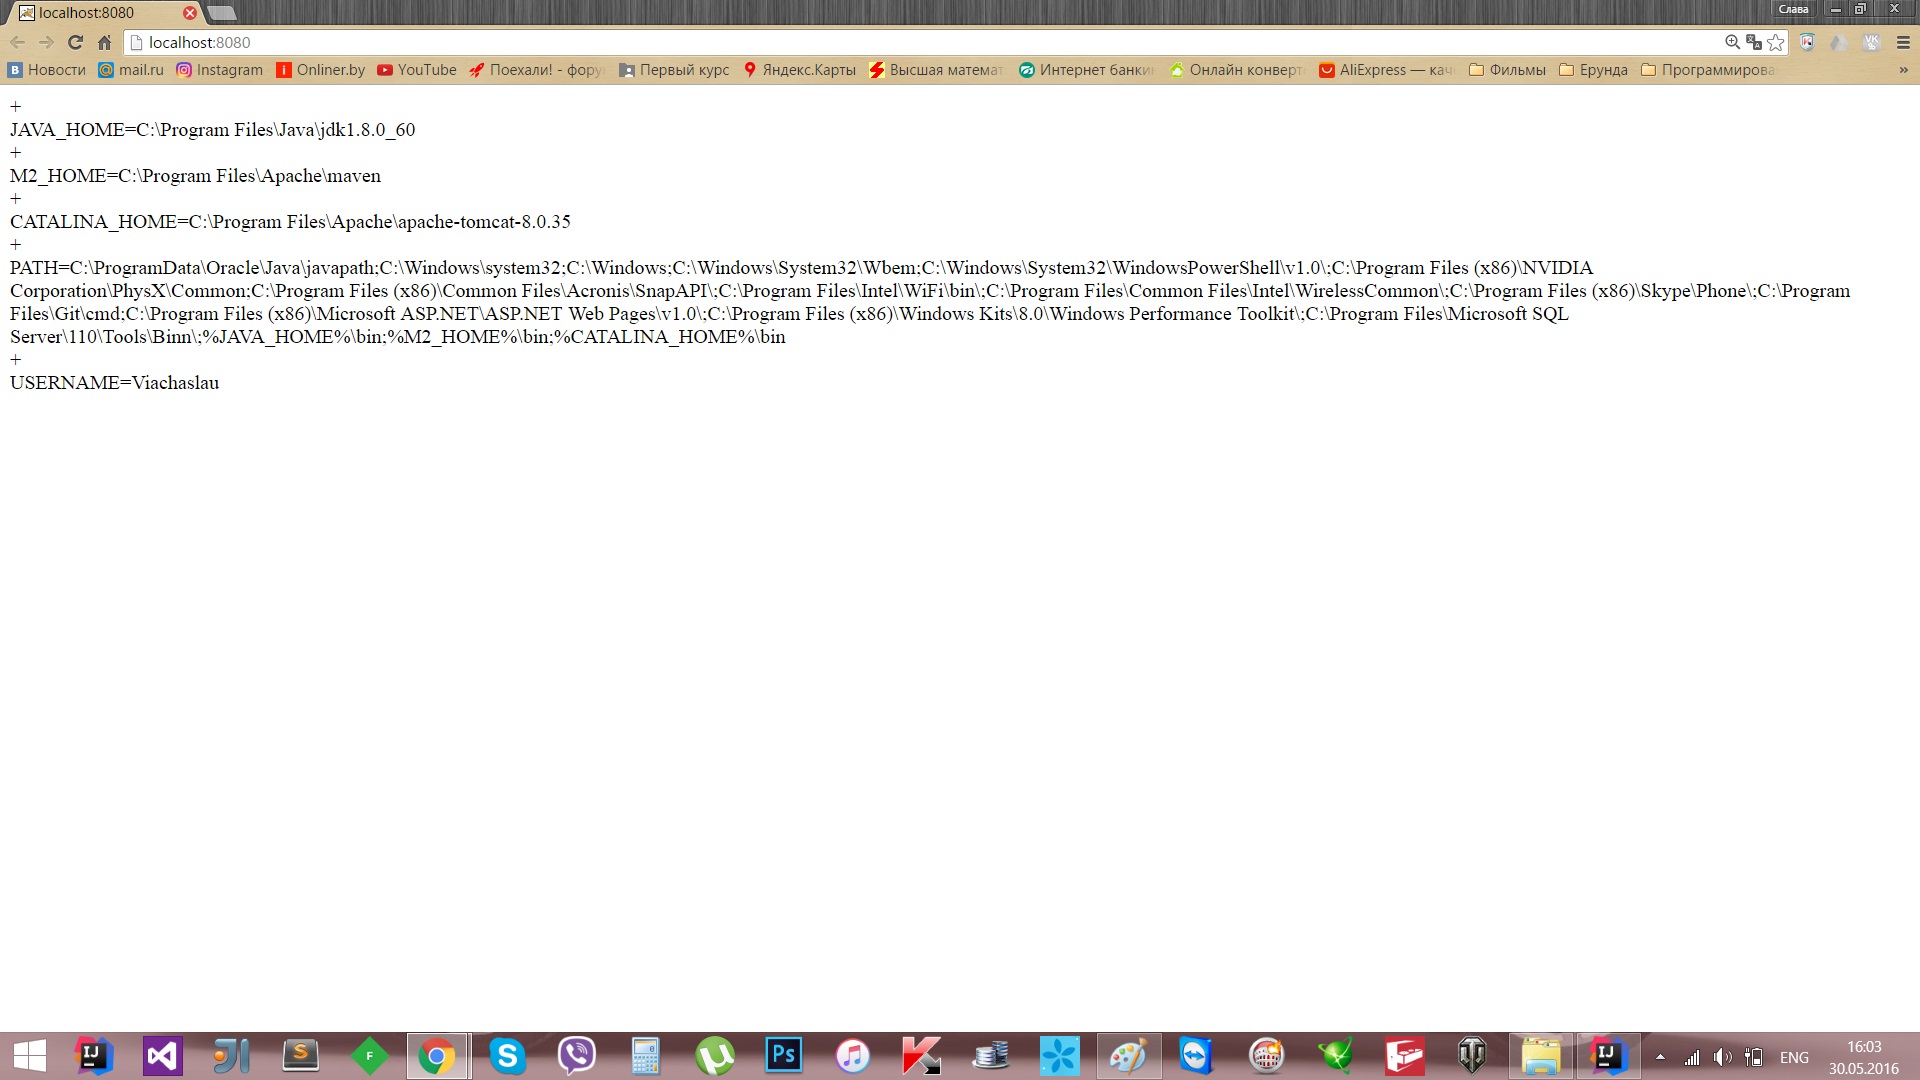 localhost:8080
Слава
localhost:8080
Новости mail.ru Instagram Onliner.by YouTube Поехали! - фору Первый курс Яндекс.Карты Высшая математ Интернет банки Онлайн конверт AliExpress — кач Фильмы Ерунда Программирова »
+
JAVA_HOME=C:\Program Files\Java\jdk1.8.0_60
+
M2_HOME=C:\Program Files\Apache\maven
+
CATALINA_HOME=C:\Program Files\Apache\apache-tomcat-8.0.35
+
PATH=C:\ProgramData\Oracle\Java\javapath;C:\Windows\system32;C:\Windows;C:\Windows\System32\Wbem;C:\Windows\System32\WindowsPowerShell\v1.0\;C:\Program Files (x86)\NVIDIA
Corporation\PhysX\Common;C:\Program Files (x86)\Common Files\Acronis\SnapAPI\;C:\Program Files\Intel\WiFi\bin\;C:\Program Files\Common Files\Intel\WirelessCommon\;C:\Program Files (x86)\Skype\Phone\;C:\Program
Files\Git\cmd;C:\Program Files (x86)\Microsoft ASP.NET\ASP.NET Web Pages\v1.0\;C:\Program Files (x86)\Windows Kits\8.0\Windows Performance Toolkit\;C:\Program Files\Microsoft SQL
Server\110\Tools\Binn\;%JAVA_HOME%\bin;%M2_HOME%\bin;%CATALINA_HOME%\bin
+
USERNAME=Viachaslau
ENG
16:03
30.05.2016